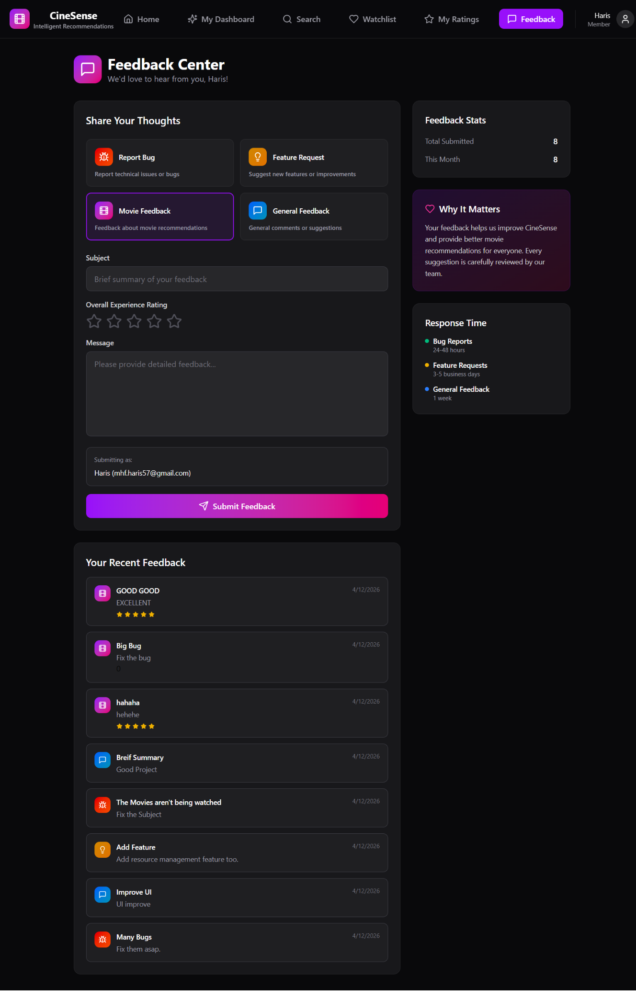 CineSense
Intelligent Recommendations
Home
My Dashboard
Search
Watchlist
My Ratings
Feedback
Haris
Member
Feedback Center
We'd love to hear from you, Haris!
Share Your Thoughts
Report Bug
Report technical issues or bugs
Feature Request
Suggest new features or improvements
Movie Feedback
Feedback about movie recommendations
General Feedback
General comments or suggestions
Subject
Brief summary of your feedback
Overall Experience Rating
Message
Please provide detailed feedback...
Submitting as:
Haris (mhf.haris57@gmail.com)
Submit Feedback
Your Recent Feedback
GOOD GOOD
4/12/2026
EXCELLENT
Big Bug
4/12/2026
Fix the bug
0
hahaha
4/12/2026
hehehe
Breif Summary
4/12/2026
Good Project
The Movies aren't being watched
4/12/2026
Fix the Subject
Add Feature
4/12/2026
Add resource management feature too.
Improve UI
4/12/2026
UI improve
Many Bugs
4/12/2026
Fix them asap.
Feedback Stats
Total Submitted 8
This Month 8
Why It Matters
Your feedback helps us improve CineSense
and provide better movie
recommendations for everyone. Every
suggestion is carefully reviewed by our
team.
Response Time
Bug Reports
24-48 hours
Feature Requests
3-5 business days
General Feedback
1 week